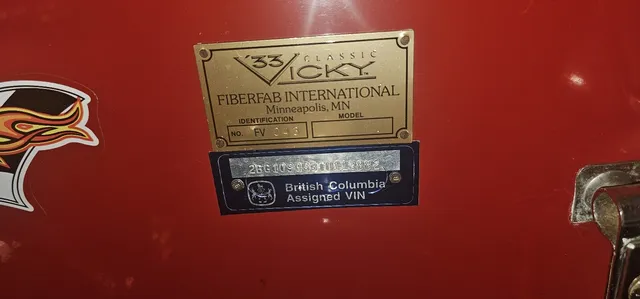 '33 CLASSIC
VICKY
FIBERFAB INTERNATIONAL
Minneapolis, MN
IDENTIFICATION MODEL
NO. FV
British Columbia
Assigned VIN